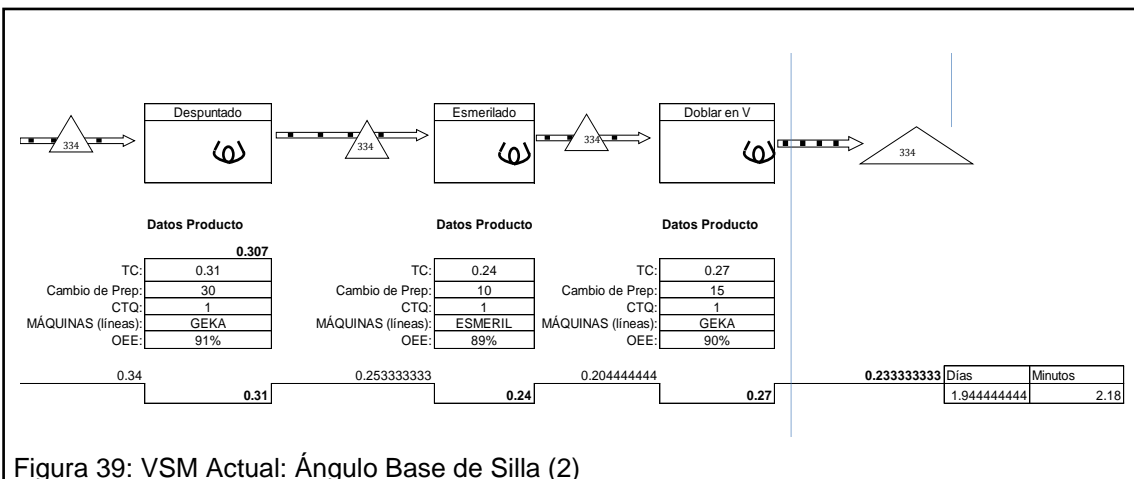 Despuntado Esmerilado Doblar en V
334 334 334 334
Datos Producto Datos Producto Datos Producto
0.307
TC: 0.31 TC: 0.24 TC: 0.27
Cambio de Prep: 30 Cambio de Prep: 10 Cambio de Prep: 15
CTQ: 1 CTQ: 1 CTQ: 1
MÁQUINAS (líneas): GEKA MÁQUINAS (líneas): ESMERIL MÁQUINAS (líneas): GEKA
OEE: 91% OEE: 89% OEE: 90%
0.34 0.253333333 0.204444444 0.233333333 Días Minutos
0.31 0.24 0.27 1.944444444 2.18
Figura 39: VSM Actual: Ángulo Base de Silla (2)